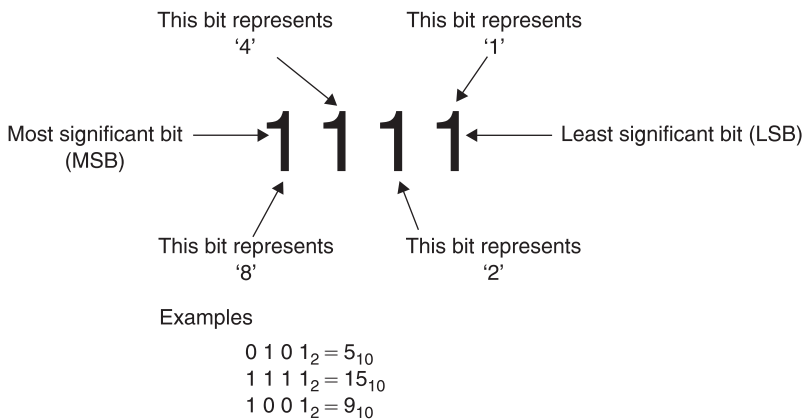 This bit represents
‘4’
This bit represents
‘1’
Most significant bit
(MSB)
1 1 1 1
Least significant bit (LSB)
This bit represents
‘8’
This bit represents
‘2’
Examples
0 1 0 1₂ = 5₁₀
1 1 1 1₂ = 15₁₀
1 0 0 1₂ = 9₁₀